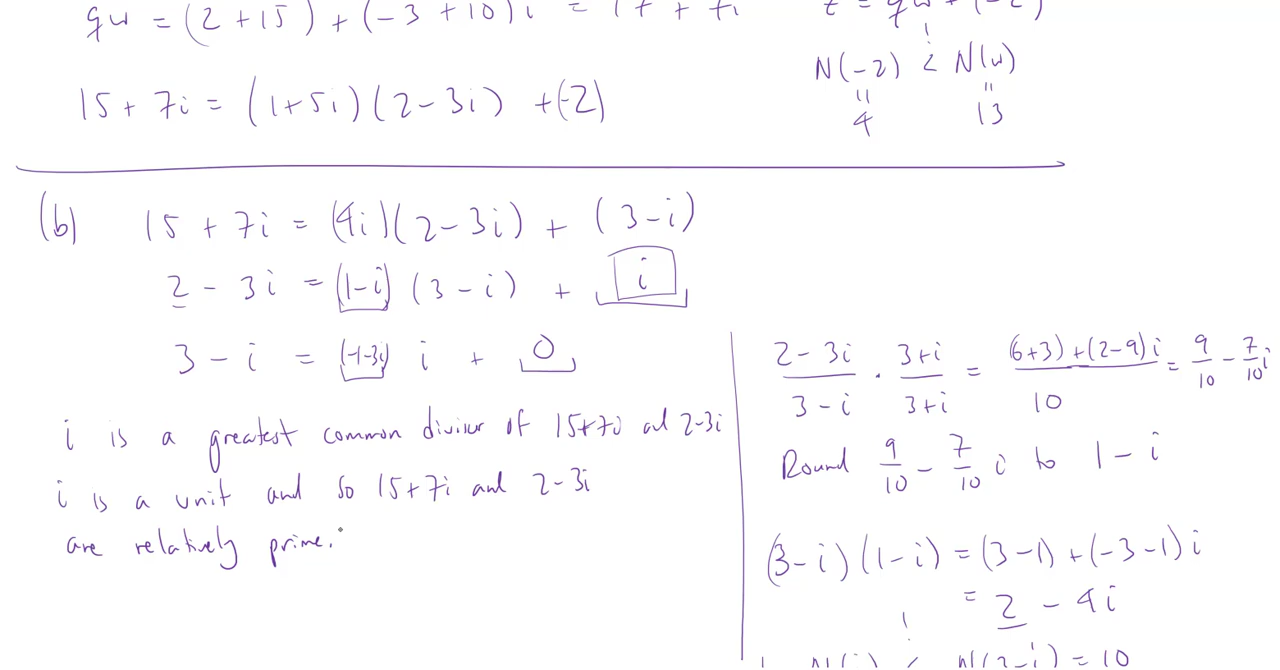 qw = (2+15) + (-3+10)i = 17 + 7i
z = qw + (-2)
N(-2) < N(w)
4 13
15 + 7i = (1+5i)(2-3i) + (-2)
(b) 15 + 7i = (4i)(2-3i) + (3-i)
2 - 3i = (1-i)(3-i) + i
3 - i = (-1-3i) i + 0
i is a greatest common divisor of 15+7i and 2-3i
i is a unit and so 15+7i and 2-3i
are relatively prime.
2-3i/3-i · 3+i/3+i = (6+3)+(2-9)i/10 = 9/10 - 7/10 i
Round 9/10 - 7/10 i to 1 - i
(3-i)(1-i) = (3-1) + (-3-1)i
= 2 - 4i
N(i) < N(3-i) = 10